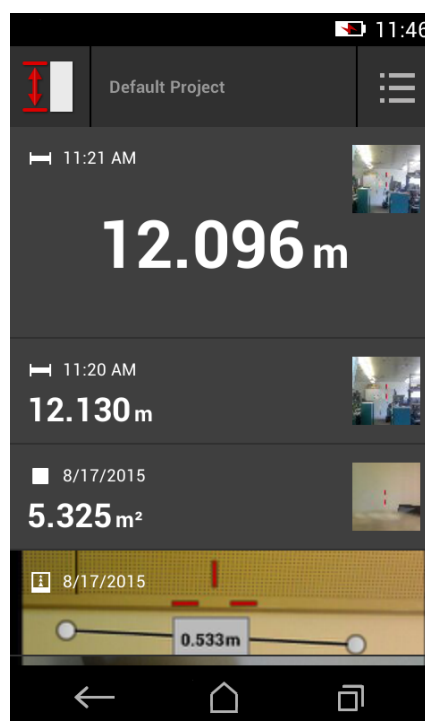 11:46
Default Project
11:21 AM
12.096 m
11:20 AM
12.130 m
8/17/2015
5.325 m²
8/17/2015
0.533m